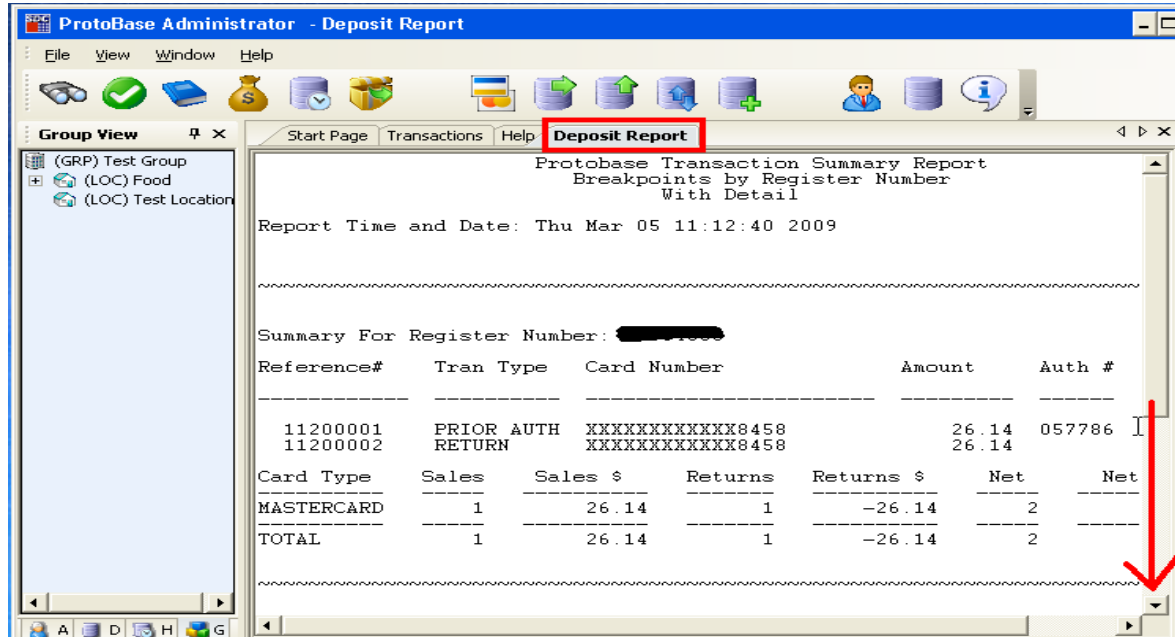 ProtoBase Administrator - Deposit Report
File View Window Help
Group View
Start Page Transactions Help Deposit Report
(GRP) Test Group
(LOC) Food
(LOC) Test Location
Protobase Transaction Summary Report
Breakpoints by Register Number
With Detail
Report Time and Date: Thu Mar 05 11:12:40 2009
~~~~~~~~~~~~~~~~~~~~~~~~~~~~~~~~~~~~~~~~~~~~~~~~~~~~~~~~~~~~~~~~~~~~~~
Summary For Register Number:
Reference# Tran Type Card Number Amount Auth #
------------ ---------- ------------------------- --------- ------
11200001 PRIOR AUTH XXXXXXXXXXXX8458 26.14 057786
11200002 RETURN XXXXXXXXXXXX8458 26.14
Card Type Sales Sales $ Returns Returns $ Net Net
---------- ----- ---------- ------- ---------- ----- -----
MASTERCARD 1 26.14 1 -26.14 2
---------- ----- ---------- ------- ---------- ----- -----
TOTAL 1 26.14 1 -26.14 2
~~~~~~~~~~~~~~~~~~~~~~~~~~~~~~~~~~~~~~~~~~~~~~~~~~~~~~~~~~~~~~~~~~~~~~
A D H G